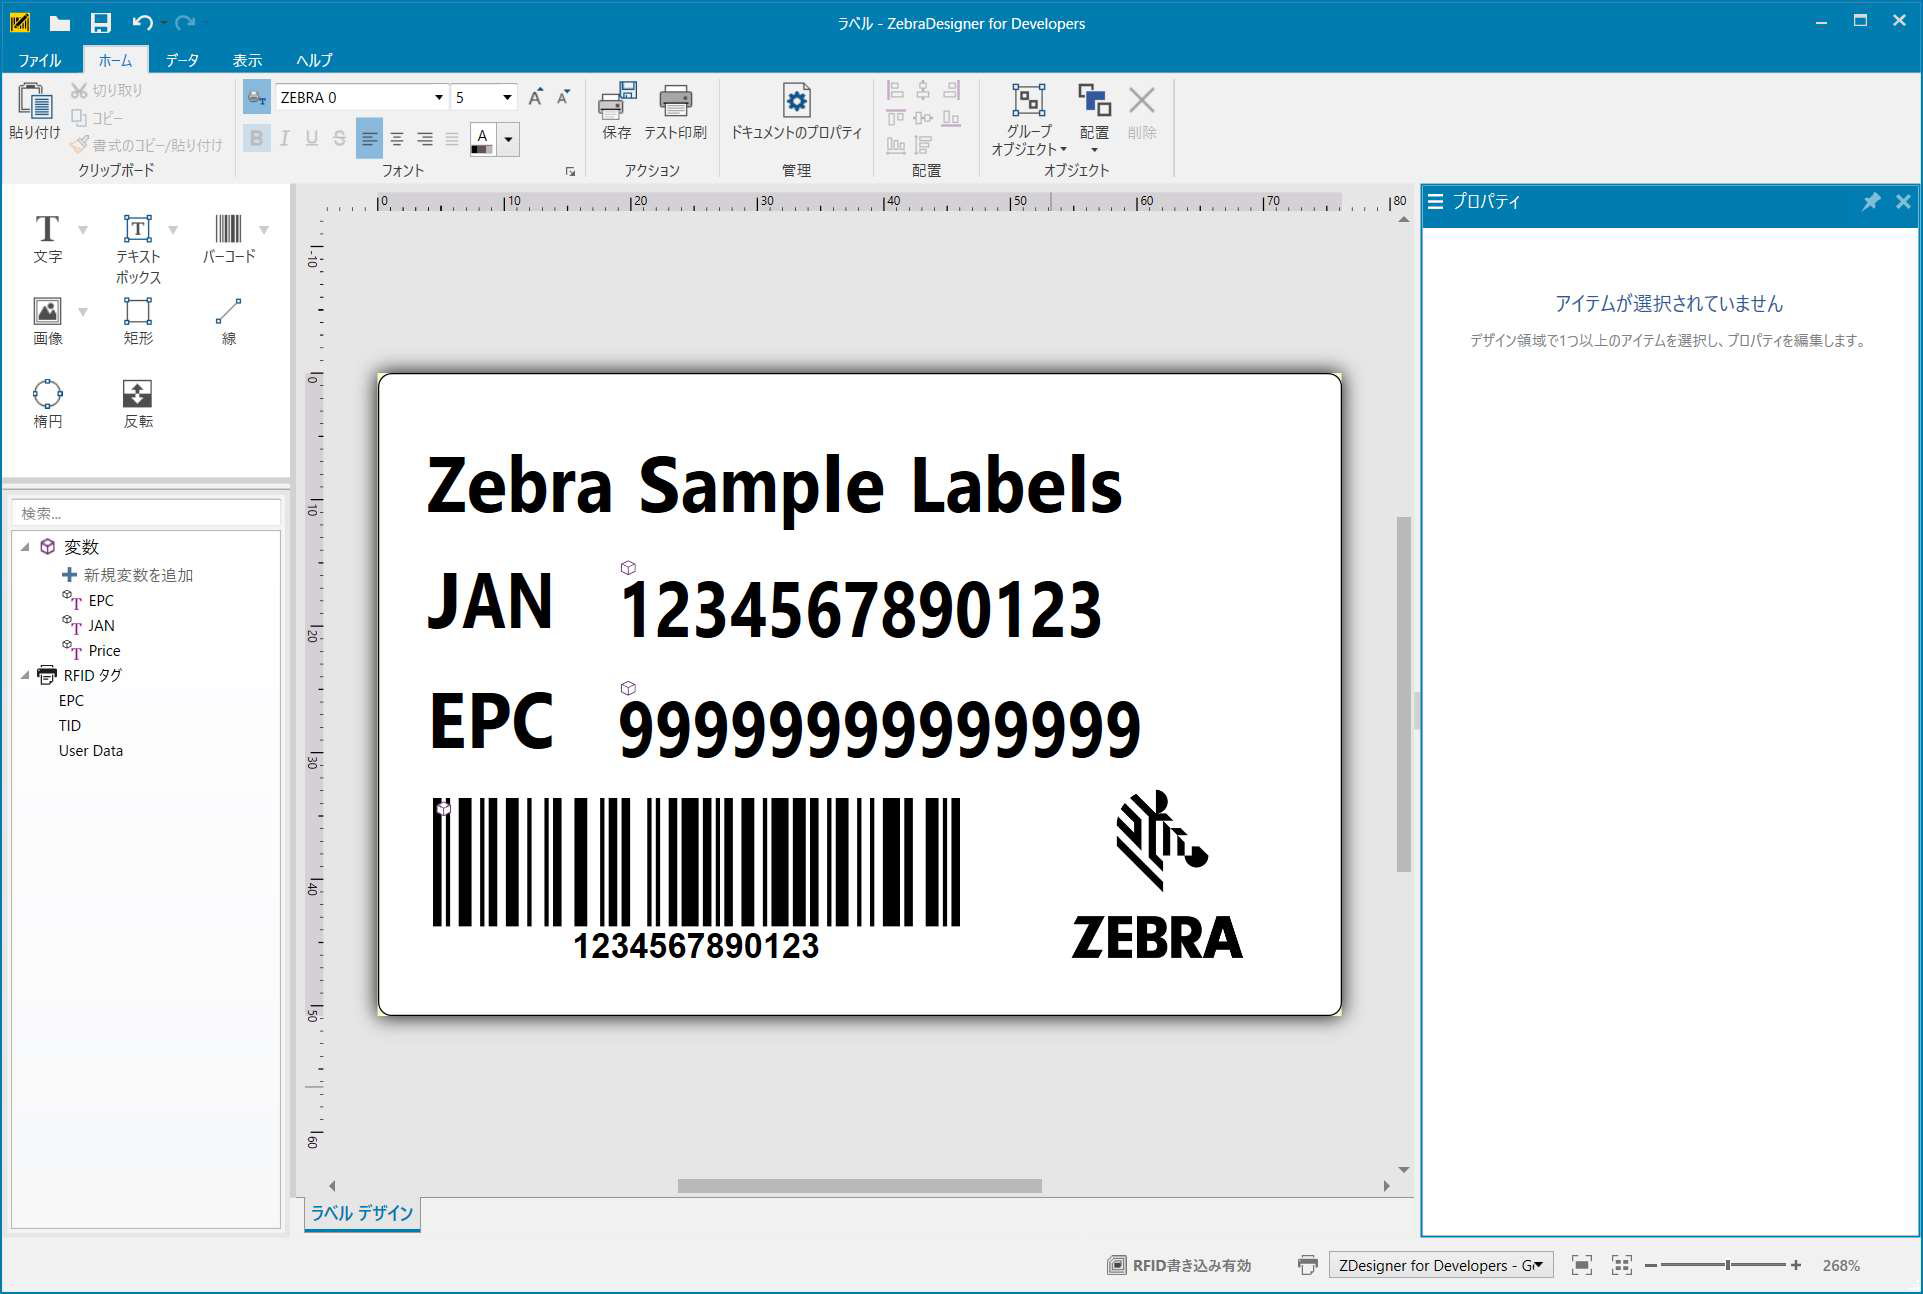 ラベル - ZebraDesigner for Developers
ファイル ホーム データ 表示 ヘルプ
貼り付け
切り取り
コピー
書式のコピー/貼り付け
クリップボード
ZEBRA 0
5
A A
B I U S A
フォント
保存
テスト印刷
アクション
ドキュメントのプロパティ
管理
配置
グループ
オブジェクト
配置
削除
オブジェクト
文字
テキスト
ボックス
バーコード
画像
矩形
線
楕円
反転
検索...
変数
新規変数を追加
EPC
JAN
Price
RFID タグ
EPC
TID
User Data
0 10 20 30 40 50 60 70 80
-10
0
10
20
30
40
50
60
Zebra Sample Labels
JAN 1234567890123
EPC 99999999999999
1234567890123
ZEBRA
ラベル デザイン
プロパティ
アイテムが選択されていません
デザイン領域で1つ以上のアイテムを選択し、プロパティを編集します。
RFID書き込み有効
ZDesigner for Developers - G
268%